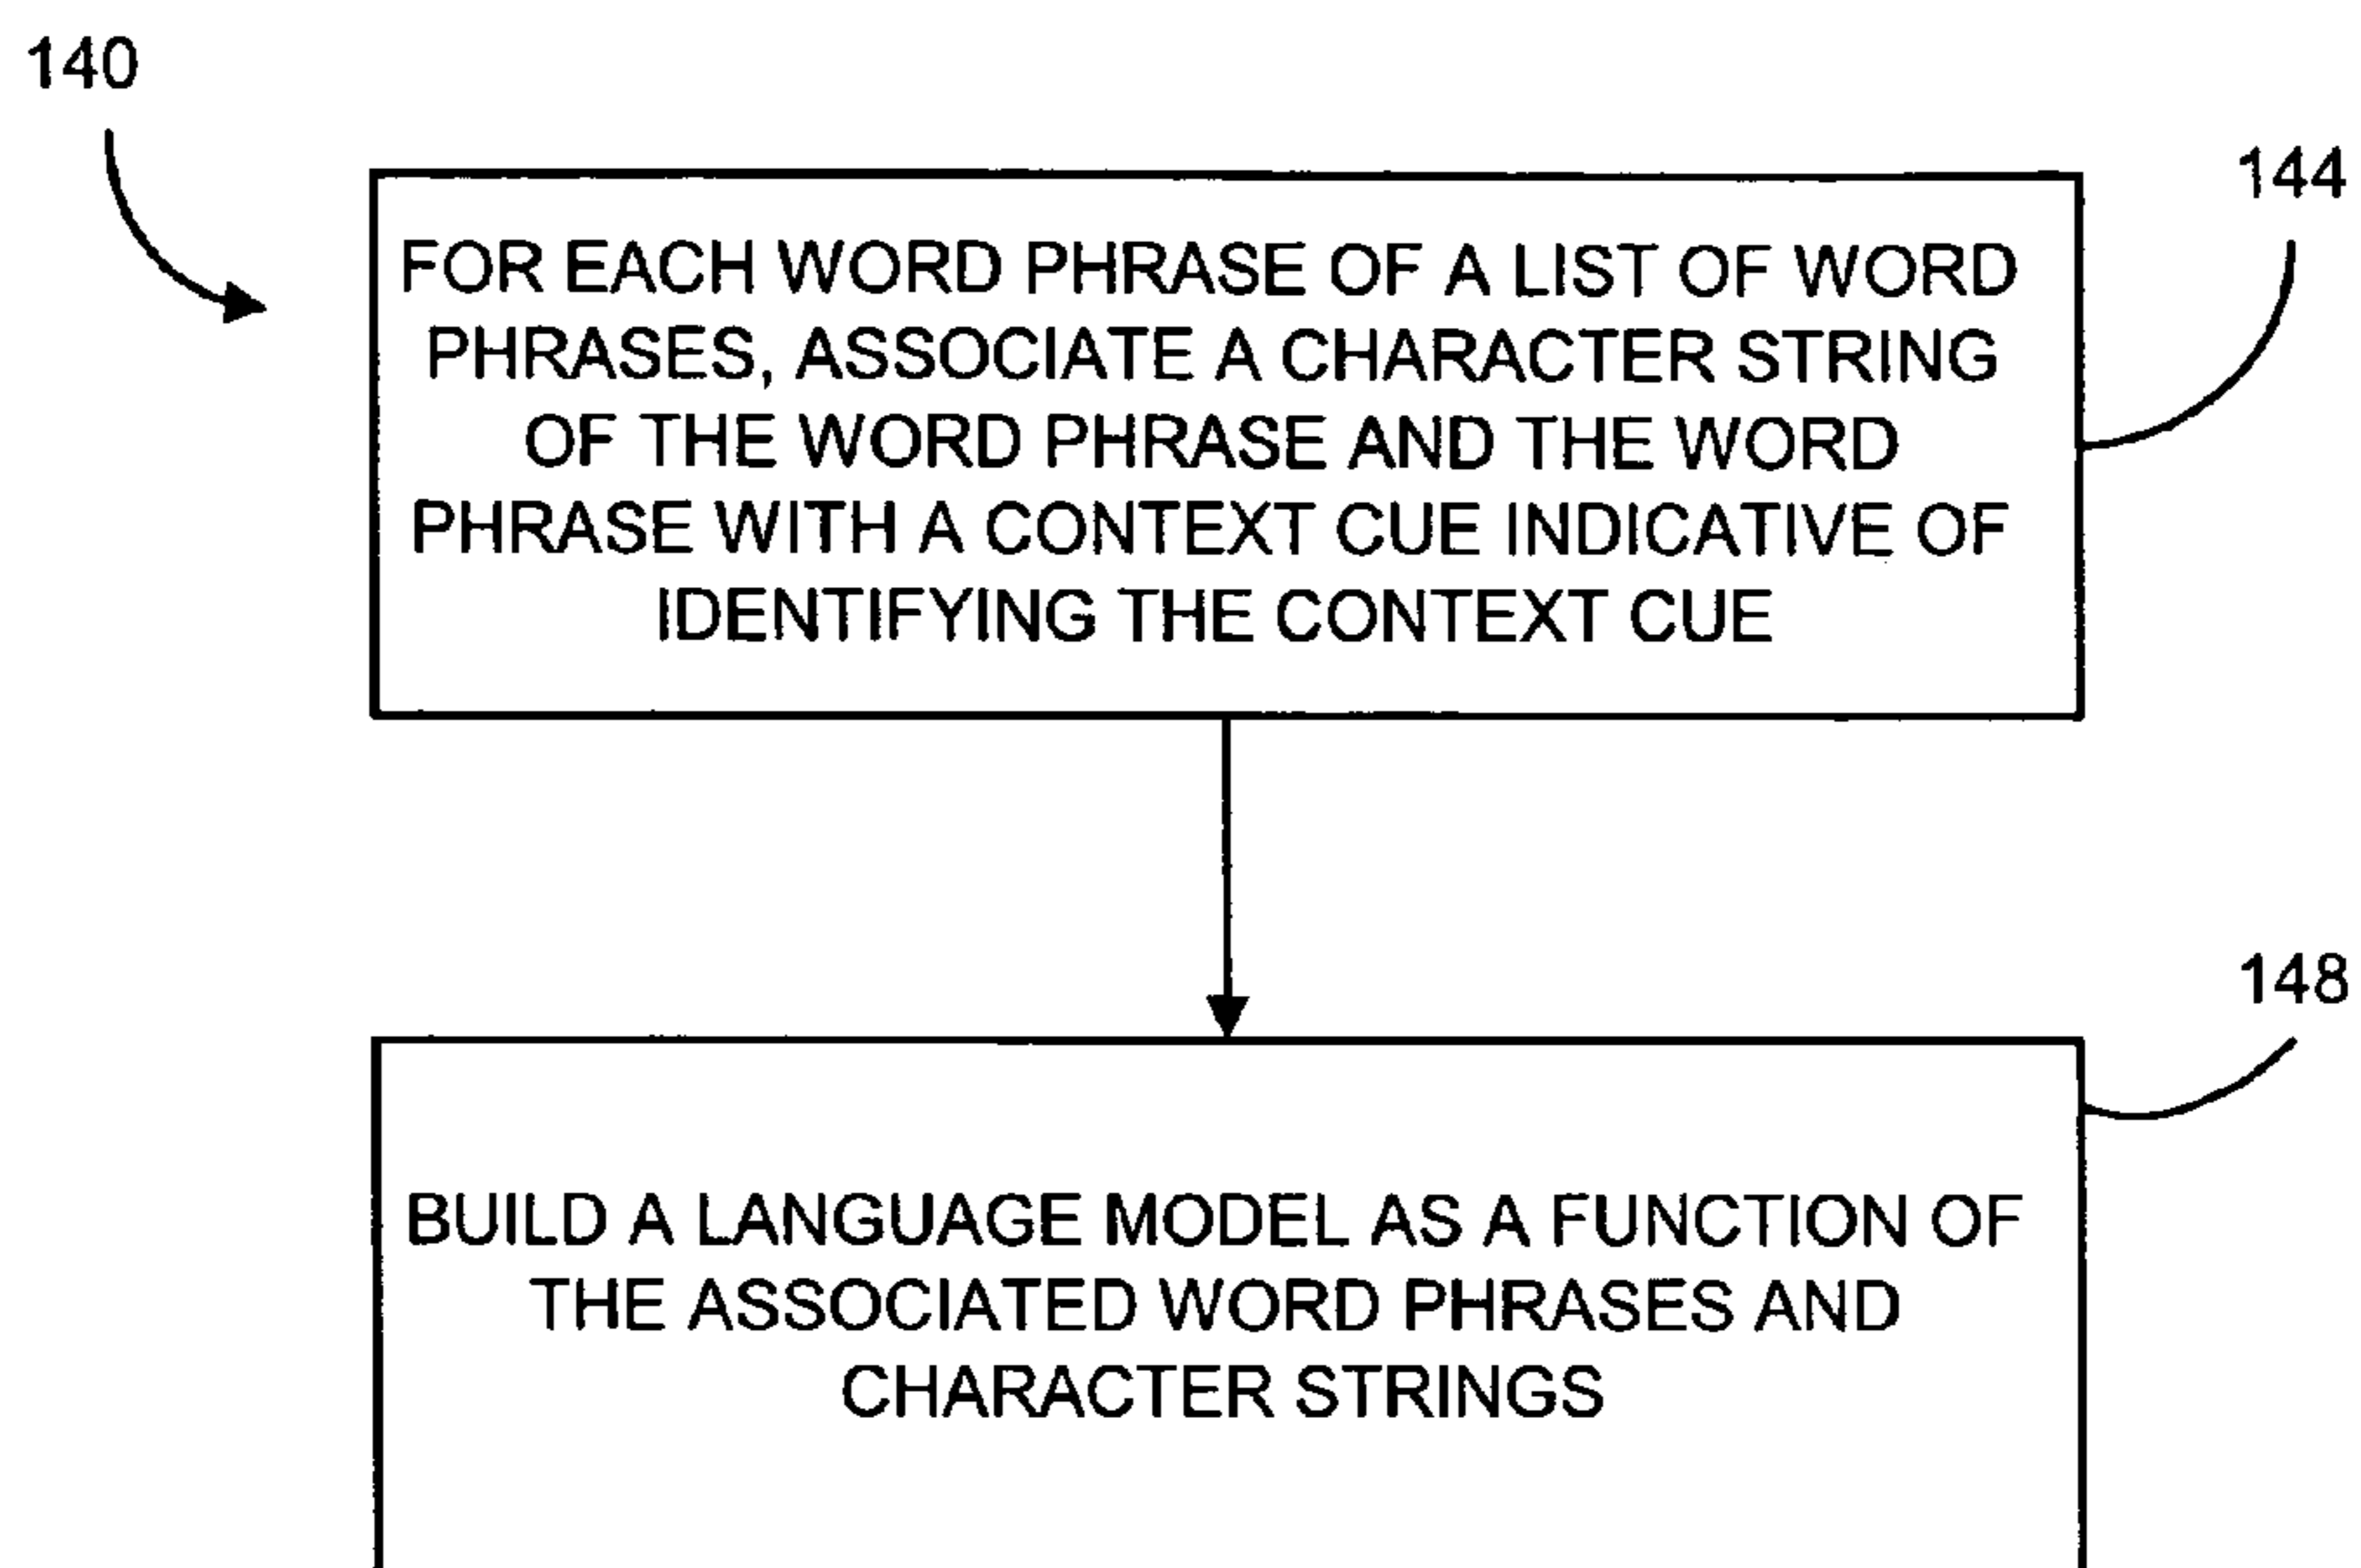 140
144
FOR EACH WORD PHRASE OF A LIST OF WORD
PHRASES, ASSOCIATE A CHARACTER STRING
OF THE WORD PHRASE AND THE WORD
PHRASE WITH A CONTEXT CUE INDICATIVE OF
IDENTIFYING THE CONTEXT CUE
148
BUILD A LANGUAGE MODEL AS A FUNCTION OF
THE ASSOCIATED WORD PHRASES AND
CHARACTER STRINGS